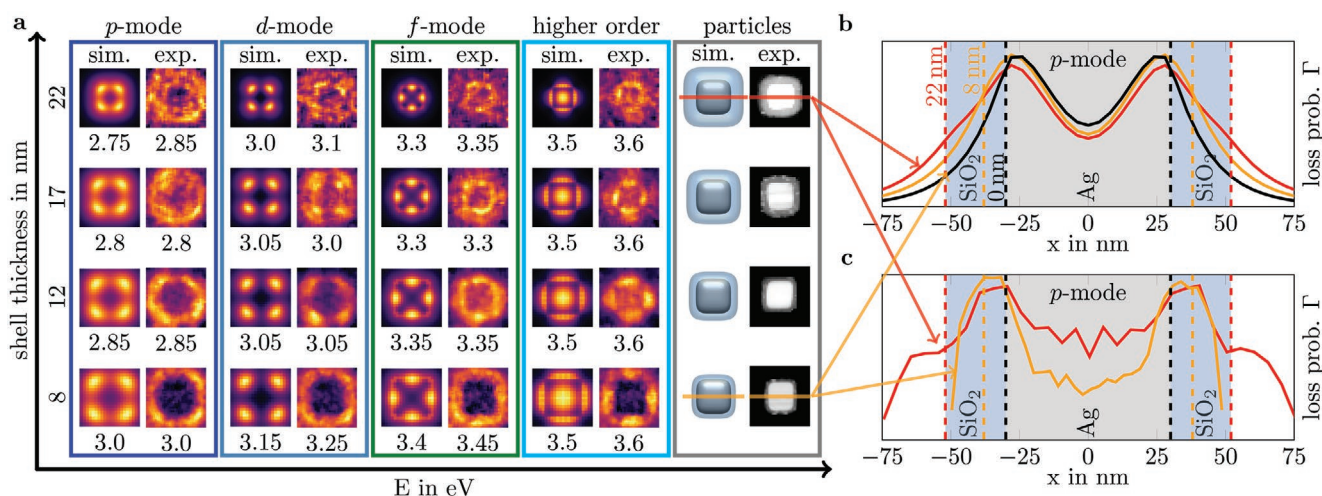 a
p-mode d-mode f-mode higher order particles
sim. exp. sim. exp. sim. exp. sim. exp. sim. exp.
shell thickness in nm
22
2.75 2.85 3.0 3.1 3.3 3.35 3.5 3.6
17
2.8 2.8 3.05 3.0 3.3 3.3 3.5 3.6
12
2.85 2.85 3.05 3.05 3.35 3.35 3.5 3.6
8
3.0 3.0 3.15 3.25 3.4 3.45 3.5 3.6
E in eV
b
p-mode
22 nm
8 nm
0 nm
SiO2
Ag
SiO2
loss prob. Γ
−75 −50 −25 0 25 50 75
x in nm
c
p-mode
SiO2
Ag
SiO2
loss prob. Γ
−75 −50 −25 0 25 50 75
x in nm